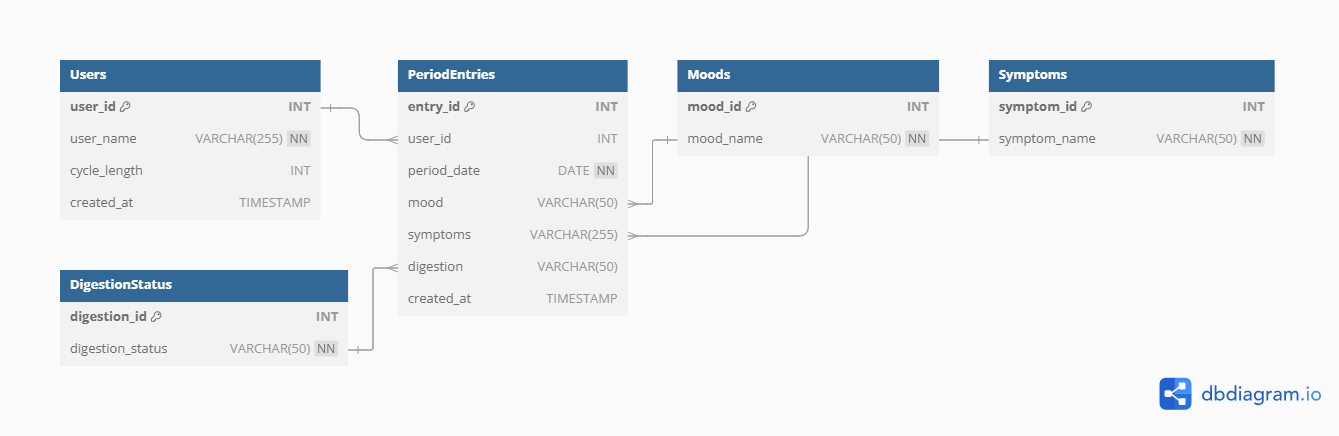 Users
user_id INT
user_name VARCHAR(255) NN
cycle_length INT
created_at TIMESTAMP
PeriodEntries
entry_id INT
user_id INT
period_date DATE NN
mood VARCHAR(50)
symptoms VARCHAR(255)
digestion VARCHAR(50)
created_at TIMESTAMP
Moods
mood_id INT
mood_name VARCHAR(50) NN
Symptoms
symptom_id INT
symptom_name VARCHAR(50) NN
DigestionStatus
digestion_id INT
digestion_status VARCHAR(50) NN
dbdiagram.io